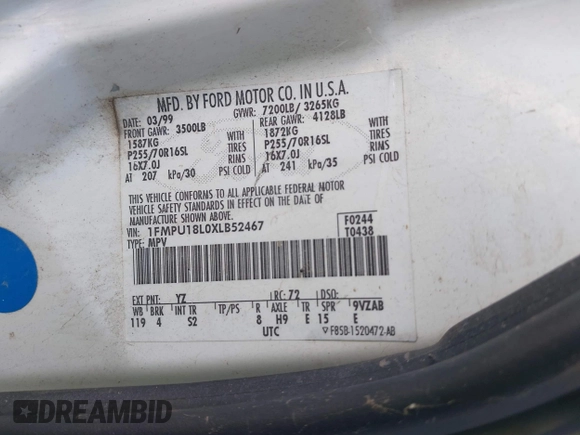 MFD. BY FORD MOTOR CO. IN U.S.A.
DATE: 03/99 GVWR: 7200LB/ 3265KG
FRONT GAWR: 3500LB REAR GAWR: 4128LB
1587KG WITH 1872KG WITH
P255/70R16SL TIRES P255/70R16SL TIRES
16X7.0J RIMS 16X7.0J RIMS
AT 207 kPa/30 PSI COLD AT 241 kPa/35 PSI COLD
THIS VEHICLE CONFORMS TO ALL APPLICABLE FEDERAL MOTOR
VEHICLE SAFETY STANDARDS IN EFFECT ON THE DATE OF
MANUFACTURE SHOWN ABOVE.
VIN: 1FMPU18L0XLB52467 F0244
TYPE: MPV T0438
EXT PNT: YZ RC: 72 DSO:
WB BRK INT TR TP/PS R AXLE TR SPR 9VZAB
119 4 S2 8 H9 E 15 E
UTC F85B-1520472-AB
DREAMBID